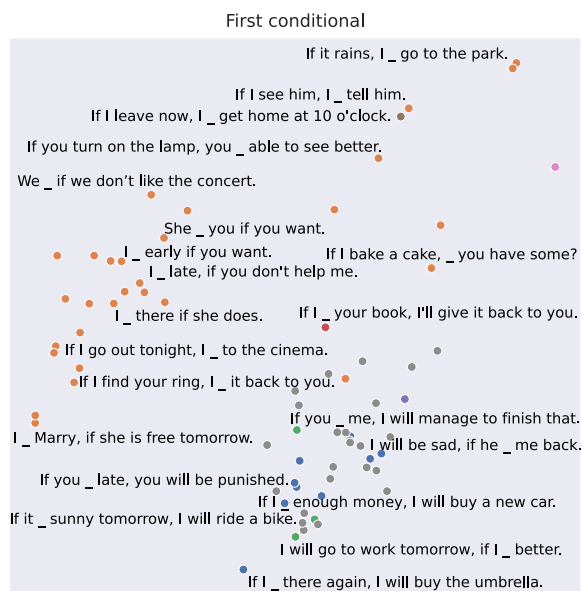 First conditional
If it rains, I _ go to the park.
If I see him, I _ tell him.
If I leave now, I _ get home at 10 o'clock.
If you turn on the lamp, you _ able to see better.
We _ if we don’t like the concert.
She _ you if you want.
I _ early if you want.
If I bake a cake, _ you have some?
I _ late, if you don't help me.
If I _ your book, I'll give it back to you.
I _ there if she does.
If I go out tonight, I _ to the cinema.
If I find your ring, I _ it back to you.
If you _ me, I will manage to finish that.
I _ Marry, if she is free tomorrow.
I will be sad, if he _ me back.
If you _ late, you will be punished.
If I _ enough money, I will buy a new car.
If it _ sunny tomorrow, I will ride a bike.
I will go to work tomorrow, if I _ better.
If I _ there again, I will buy the umbrella.